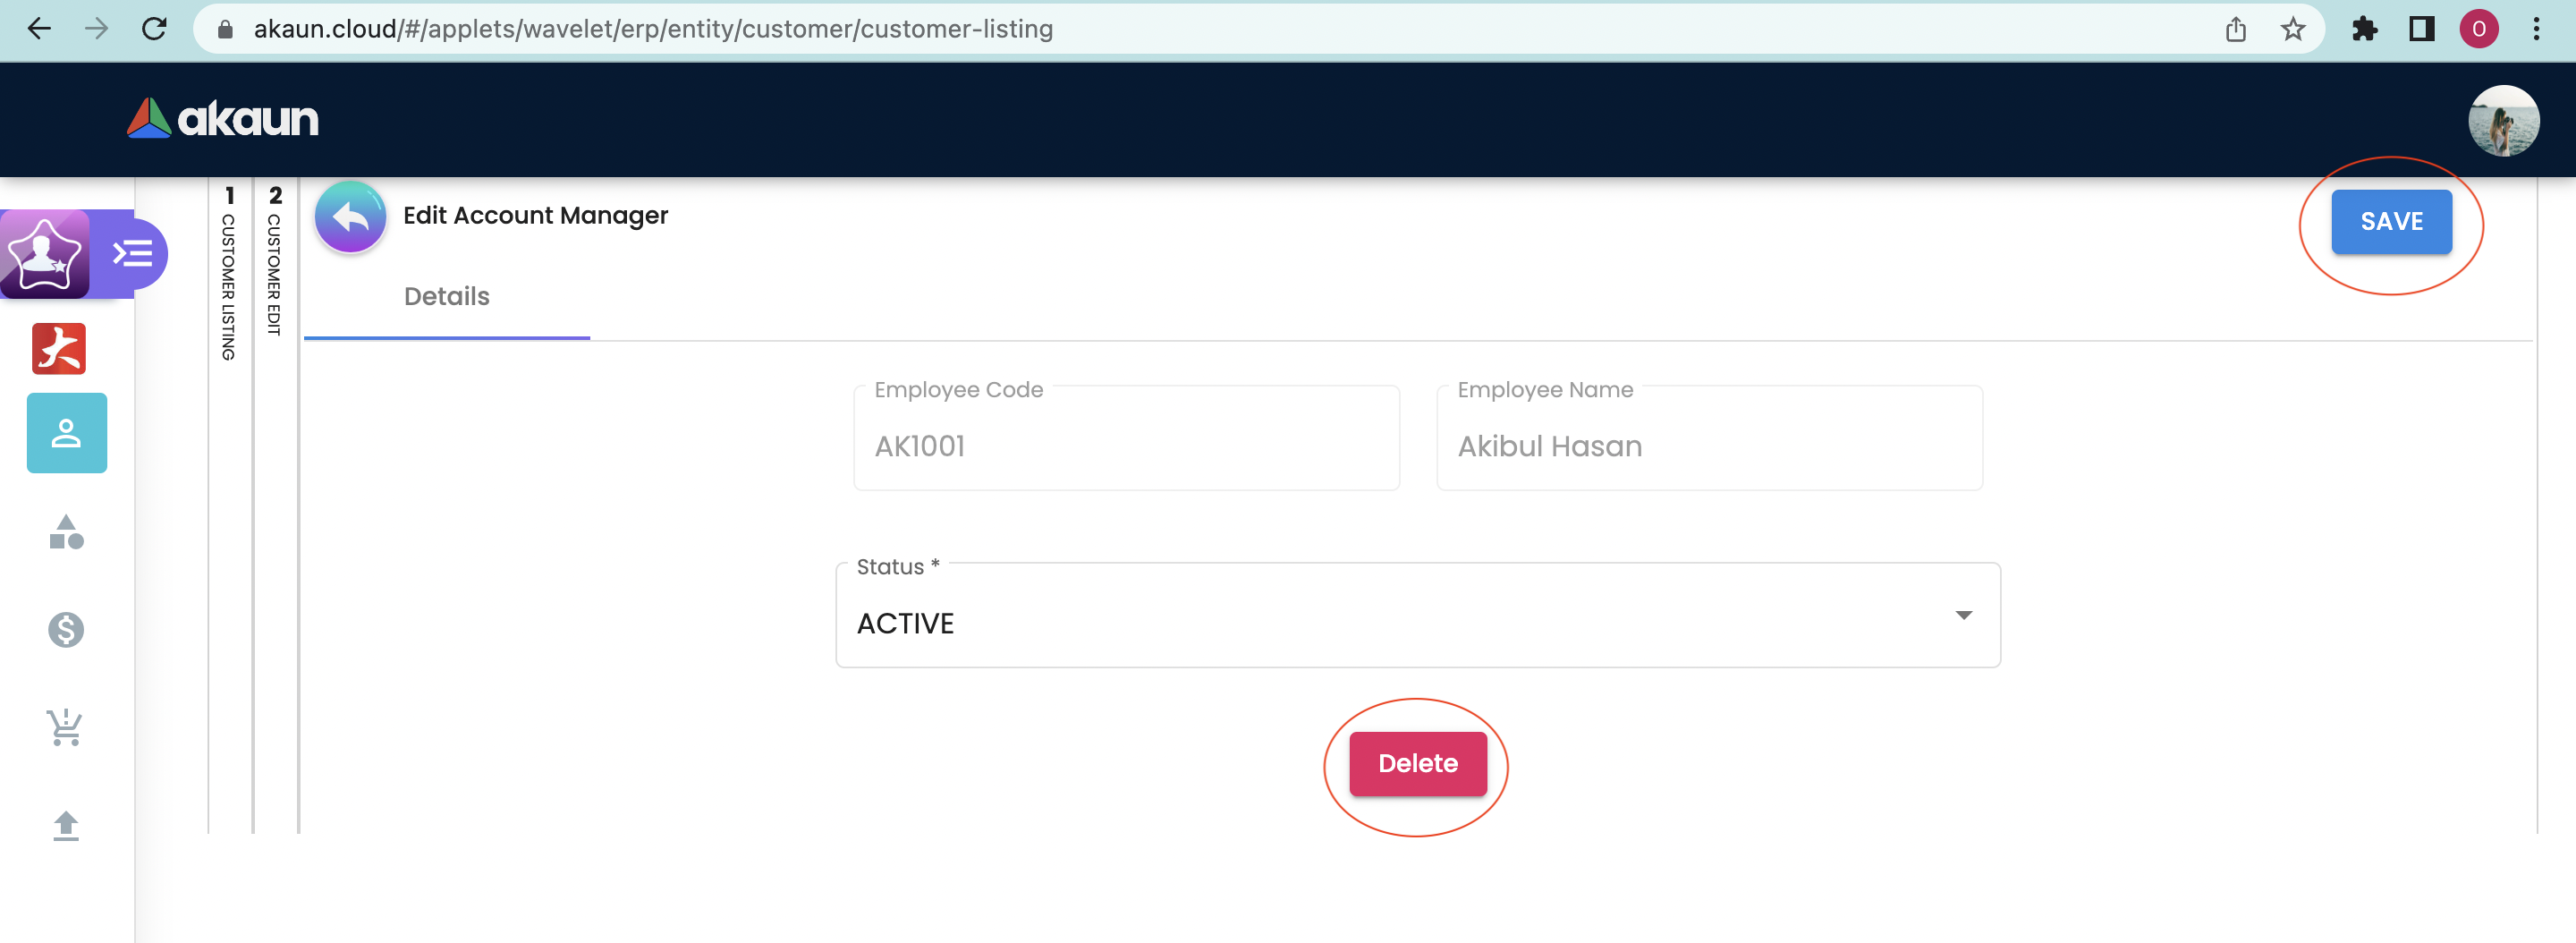 akaun.cloud/#/applets/wavelet/erp/entity/customer/customer-listing
O
akaun
1
CUSTOMER LISTING
2
CUSTOMER EDIT
Edit Account Manager
SAVE
Details
Employee Code
AK1001
Employee Name
Akibul Hasan
Status *
ACTIVE
Delete